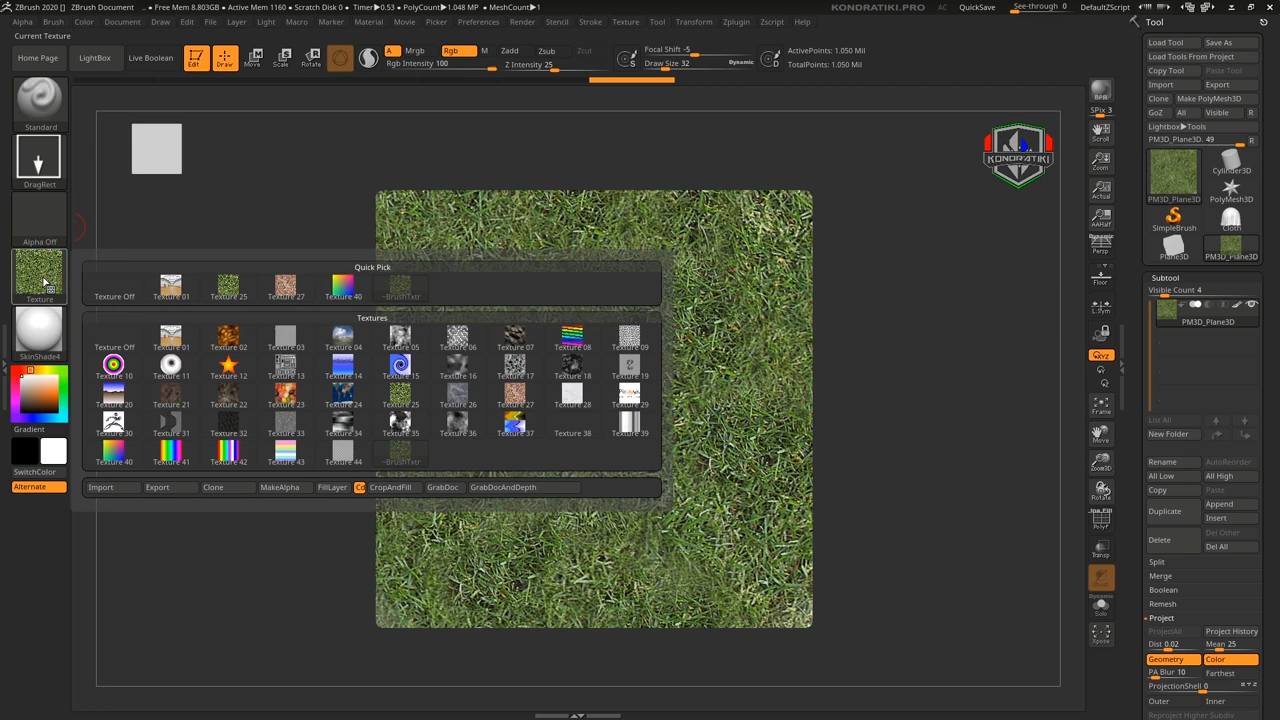 ZBrush 2020 [] ZBrush Document .. ● Free Mem 8.803GB ● Active Mem 1160 ● Scratch Disk 0 ● Timer▶0.53 ● PolyCount▶1.048 MP ● MeshCount▶1 KONDRATIKI.PRO AC QuickSave See-through 0 DefaultZScript
Alpha Brush Color Document Draw Edit File Layer Light Macro Marker Material Movie Picker Preferences Render Stencil Stroke Texture Tool Transform Zplugin Zscript Help
Current Texture
Home Page LightBox Live Boolean Edit Draw Move Scale Rotate
A Mrgb Rgb M Zadd Zsub Zcut
Rgb Intensity 100 Z Intensity 25
S Focal Shift -5
Draw Size 32 Dynamic D
ActivePoints: 1.050 Mil
TotalPoints: 1.050 Mil
Standard
DragRect
Alpha Off
Texture
SkinShade4
Gradient
SwitchColor
Alternate
KONDRATIKI
Quick Pick
Texture Off Texture 01 Texture 25 Texture 27 Texture 40 ~BrushTxtr
Textures
Texture Off Texture 01 Texture 02 Texture 03 Texture 04 Texture 05 Texture 06 Texture 07 Texture 08 Texture 09
Texture 10 Texture 11 Texture 12 Texture 13 Texture 14 Texture 15 Texture 16 Texture 17 Texture 18 Texture 19
Texture 20 Texture 21 Texture 22 Texture 23 Texture 24 Texture 25 Texture 26 Texture 27 Texture 28 Texture 29
Texture 30 Texture 31 Texture 32 Texture 33 Texture 34 Texture 35 Texture 36 Texture 37 Texture 38 Texture 39
Texture 40 Texture 41 Texture 42 Texture 43 Texture 44 ~BrushTxtr
Import Export Clone MakeAlpha FillLayer Cd CropAndFill GrabDoc GrabDocAndDepth
BPR
SPix 3
Scroll
Zoom
Actual
AAHalf
Dynamic
Persp
Floor
L.Sym
XYZ
Frame
Move
Zoom3D
Rotate
Line Fill
PolyF
Transp
Dynamic
Solo
Xpose
Tool
Load Tool Save As
Load Tools From Project
Copy Tool Paste Tool
Import Export
Clone Make PolyMesh3D
GoZ All Visible R
Lightbox▶Tools
PM3D_Plane3D. 49 R
PM3D_Plane3D Cylinder3D
PolyMesh3D
SimpleBrush Cloth
Plane3D PM3D_Plane3D
Subtool
Visible Count 4
PM3D_Plane3D
List All
New Folder
Rename AutoReorder
All Low All High
Copy Paste
Duplicate Append
Insert
Delete Del Other
Del All
Split
Merge
Boolean
Remesh
Project
ProjectAll Project History
Dist 0.02 Mean 25
Geometry Color
PA Blur 10 Farthest
ProjectionShell 0
Outer Inner
Reproject Higher Subdiv